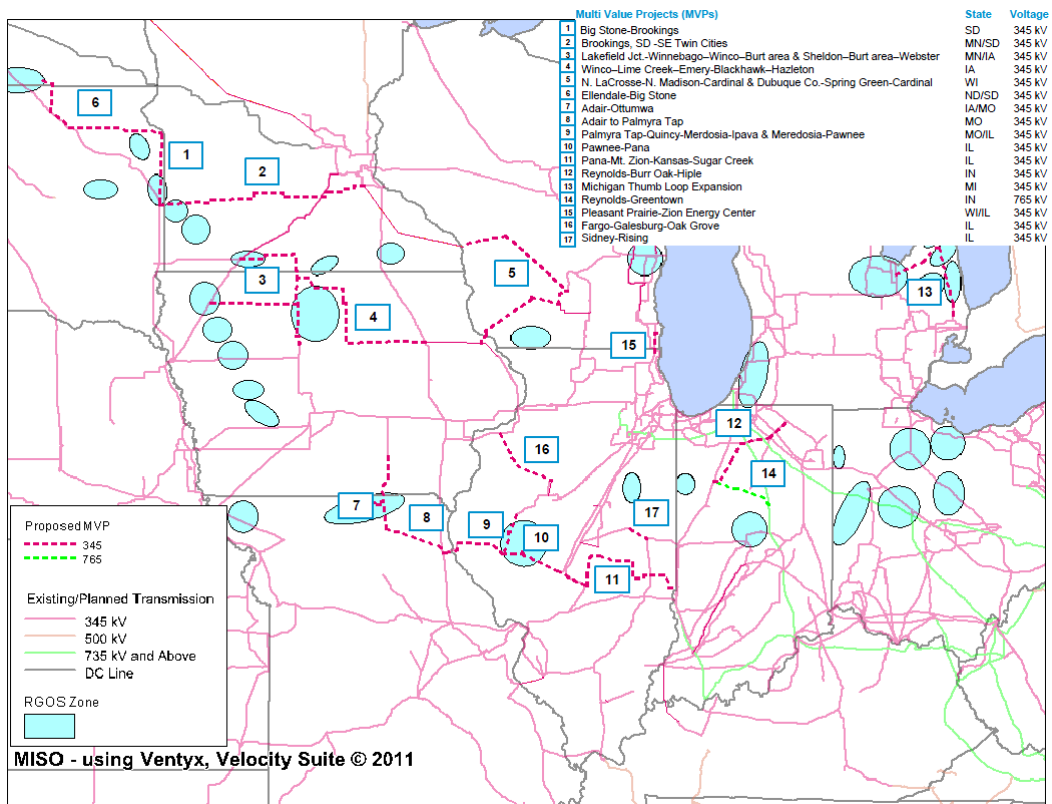 Multi Value Projects (MVPs) State Voltage
1 Big Stone-Brookings SD 345 kV
2 Brookings, SD -SE Twin Cities MN/SD 345 kV
3 Lakefield Jct.-Winnebago–Winco–Burt area & Sheldon–Burt area–Webster MN/IA 345 kV
4 Winco–Lime Creek–Emery-Blackhawk–Hazleton IA 345 kV
5 N. LaCrosse-N. Madison-Cardinal & Dubuque Co.-Spring Green-Cardinal WI 345 kV
6 Ellendale-Big Stone ND/SD 345 kV
7 Adair-Ottumwa IA/MO 345 kV
8 Adair to Palmyra Tap MO 345 kV
9 Palmyra Tap-Quincy-Merdosia-Ipava & Meredosia-Pawnee MO/IL 345 kV
10 Pawnee-Pana IL 345 kV
11 Pana-Mt. Zion-Kansas-Sugar Creek IL 345 kV
12 Reynolds-Burr Oak-Hiple IN 345 kV
13 Michigan Thumb Loop Expansion MI 345 kV
14 Reynolds-Greentown IN 765 kV
15 Pleasant Prairie-Zion Energy Center WI/IL 345 kV
16 Fargo-Galesburg-Oak Grove IL 345 kV
17 Sidney-Rising IL 345 kV
6
1
2
3
5
13
4
15
12
16
14
7
8
9
17
10
11
Proposed MVP
345
765
Existing/Planned Transmission
345 kV
500 kV
735 kV and Above
DC Line
RGOS Zone
MISO - using Ventyx, Velocity Suite © 2011